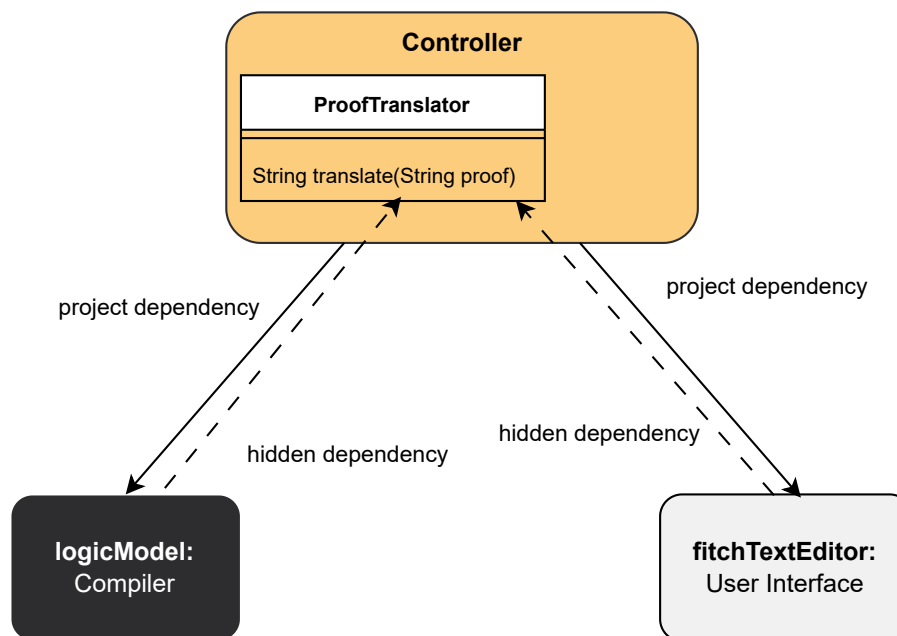 Controller
ProofTranslator
String translate(String proof)
project dependency
project dependency
hidden dependency
hidden dependency
logicModel:
Compiler
fitchTextEditor:
User Interface